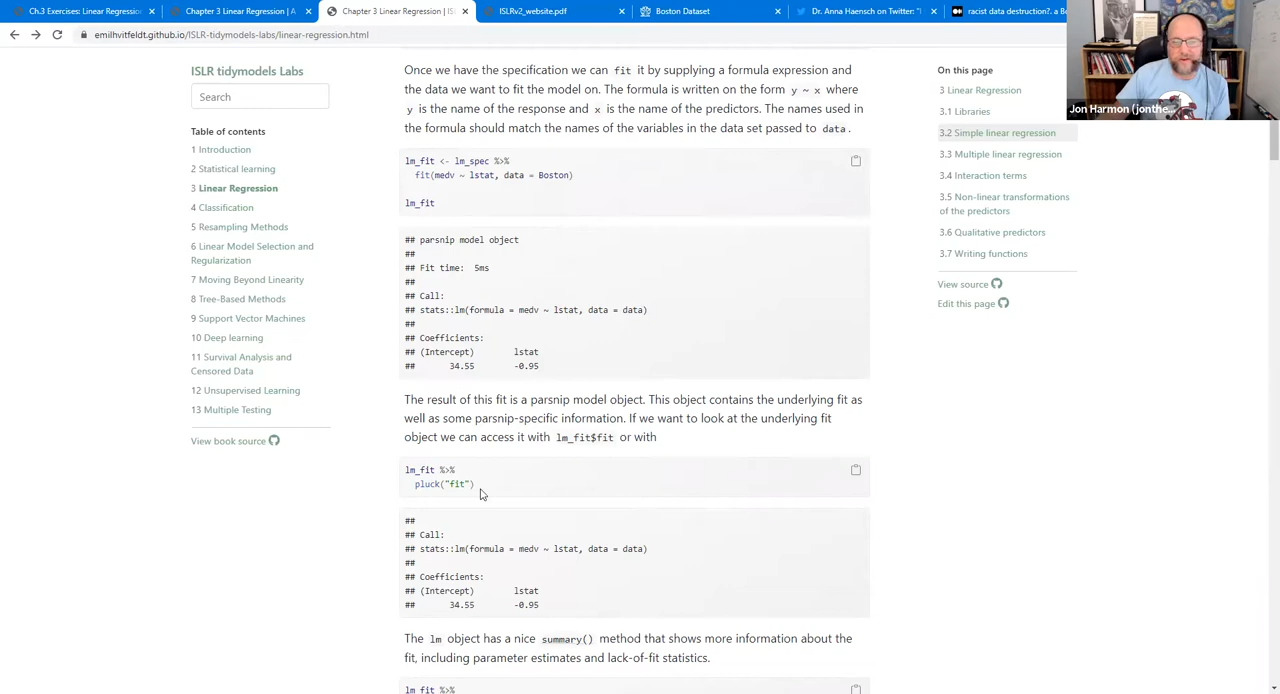 Ch.3 Exercises: Linear Regressio
Chapter 3 Linear Regression | A
Chapter 3 Linear Regression | ISL
ISLRv2_website.pdf
Boston Dataset
Dr. Anna Haensch on Twitter: "I
racist data destruction?. a Bo
emilhvitfeldt.github.io/ISLR-tidymodels-labs/linear-regression.html
Jon Harmon (jonthe...
ISLR tidymodels Labs
Search
Table of contents
1 Introduction
2 Statistical learning
3 Linear Regression
4 Classification
5 Resampling Methods
6 Linear Model Selection and
Regularization
7 Moving Beyond Linearity
8 Tree-Based Methods
9 Support Vector Machines
10 Deep learning
11 Survival Analysis and
Censored Data
12 Unsupervised Learning
13 Multiple Testing
View book source
Once we have the specification we can fit it by supplying a formula expression and
the data we want to fit the model on. The formula is written on the form y ~ x where
y is the name of the response and x is the name of the predictors. The names used in
the formula should match the names of the variables in the data set passed to data.
lm_fit <- lm_spec %>%
fit(medv ~ lstat, data = Boston)
lm_fit
## parsnip model object
##
## Fit time:  5ms
##
## Call:
## stats::lm(formula = medv ~ lstat, data = data)
##
## Coefficients:
## (Intercept)        lstat
##       34.55        -0.95
The result of this fit is a parsnip model object. This object contains the underlying fit as
well as some parsnip-specific information. If we want to look at the underlying fit
object we can access it with lm_fit$fit or with
lm_fit %>%
pluck("fit")
##
## Call:
## stats::lm(formula = medv ~ lstat, data = data)
##
## Coefficients:
## (Intercept)        lstat
##       34.55        -0.95
The lm object has a nice summary() method that shows more information about the
fit, including parameter estimates and lack-of-fit statistics.
lm_fit %>%
On this page
3 Linear Regression
3.1 Libraries
3.2 Simple linear regression
3.3 Multiple linear regression
3.4 Interaction terms
3.5 Non-linear transformations
of the predictors
3.6 Qualitative predictors
3.7 Writing functions
View source
Edit this page